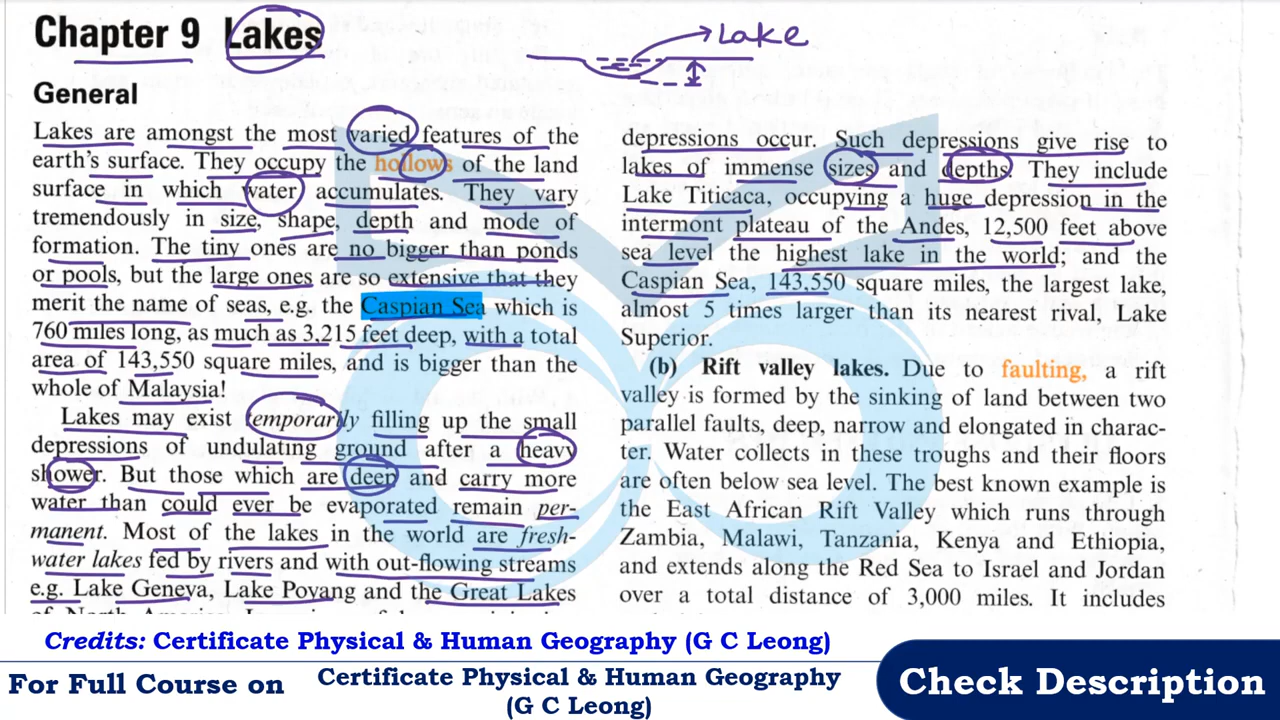 Chapter 9 Lakes
Lake
General
Lakes are amongst the most varied features of the
earth's surface. They occupy the hollows of the land
surface in which water accumulates. They vary
tremendously in size, shape, depth and mode of
formation. The tiny ones are no bigger than ponds
or pools, but the large ones are so extensive that they
merit the name of seas, e.g. the Caspian Sea which is
760 miles long, as much as 3,215 feet deep, with a total
area of 143,550 square miles, and is bigger than the
whole of Malaysia!
Lakes may exist temporarily filling up the small
depressions of undulating ground after a heavy
shower. But those which are deep and carry more
water than could ever be evaporated remain per-
manent. Most of the lakes in the world are fresh-
water lakes fed by rivers and with out-flowing streams
e.g. Lake Geneva, Lake Poyang and the Great Lakes
depressions occur. Such depressions give rise to
lakes of immense sizes and depths. They include
Lake Titicaca, occupying a huge depression in the
intermont plateau of the Andes, 12,500 feet above
sea level the highest lake in the world; and the
Caspian Sea, 143,550 square miles, the largest lake,
almost 5 times larger than its nearest rival, Lake
Superior.
(b) Rift valley lakes. Due to faulting, a rift
valley is formed by the sinking of land between two
parallel faults, deep, narrow and elongated in charac-
ter. Water collects in these troughs and their floors
are often below sea level. The best known example is
the East African Rift Valley which runs through
Zambia, Malawi, Tanzania, Kenya and Ethiopia,
and extends along the Red Sea to Israel and Jordan
over a total distance of 3,000 miles. It includes
Credits: Certificate Physical & Human Geography (G C Leong)
For Full Course on
Certificate Physical & Human Geography
(G C Leong)
Check Description